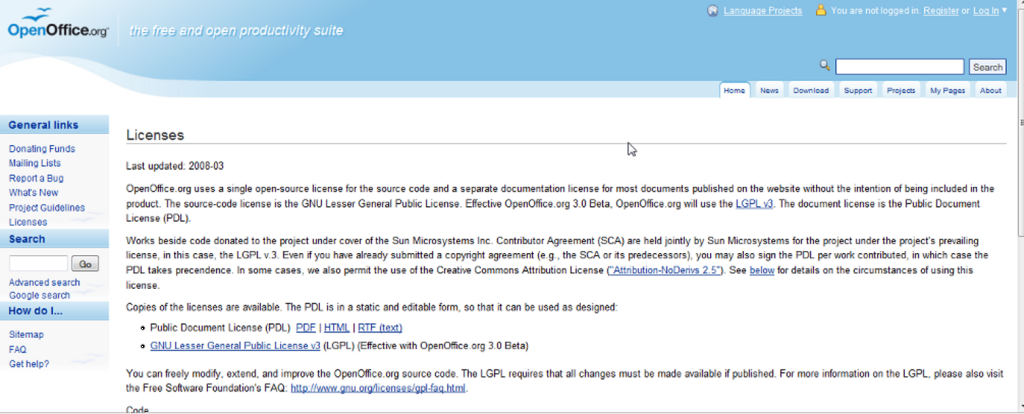 OpenOffice.org
the free and open productivity suite
Language Projects
You are not logged in. Register or Log In
Search
Home News Download Support Projects My Pages About
General links
Donating Funds
Mailing Lists
Report a Bug
What's New
Project Guidelines
Licenses
Search
Go
Advanced search
Google search
How do I...
Sitemap
FAQ
Get help?
Licenses
Last updated: 2008-03
OpenOffice.org uses a single open-source license for the source code and a separate documentation license for most documents published on the website without the intention of being included in the
product. The source-code license is the GNU Lesser General Public License. Effective OpenOffice.org 3.0 Beta, OpenOffice.org will use the LGPL v3. The document license is the Public Document
License (PDL).
Works beside code donated to the project under cover of the Sun Microsystems Inc. Contributor Agreement (SCA) are held jointly by Sun Microsystems for the project under the project's prevailing
license, in this case, the LGPL v.3. Even if you have already submitted a copyright agreement (e.g., the SCA or its predecessors), you may also sign the PDL per work contributed, in which case the
PDL takes precendence. In some cases, we also permit the use of the Creative Commons Attribution License ("Attribution-NoDerivs 2.5"). See below for details on the circumstances of using this
license.
Copies of the licenses are available. The PDL is in a static and editable form, so that it can be used as designed:
• Public Document License (PDL) PDF | HTML | RTF (text)
• GNU Lesser General Public License v3 (LGPL) (Effective with OpenOffice.org 3.0 Beta)
You can freely modify, extend, and improve the OpenOffice.org source code. The LGPL requires that all changes must be made available if published. For more information on the LGPL, please also visit
the Free Software Foundation's FAQ: http://www.gnu.org/licenses/gpl-faq.html.
Code